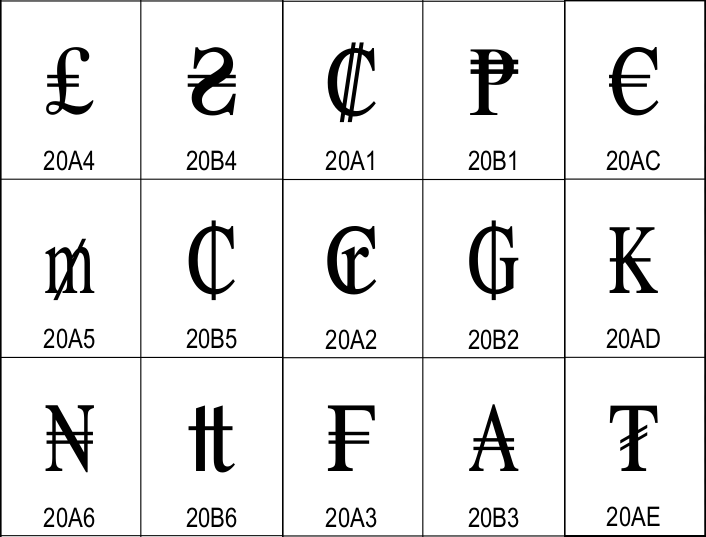 ₤ ₴ ₡ ₱ €
20A4 20B4 20A1 20B1 20AC
₥ ₵ ₢ ₲ ₭
20A5 20B5 20A2 20B2 20AD
₦ ₶ ₣ ₳ ₮
20A6 20B6 20A3 20B3 20AE